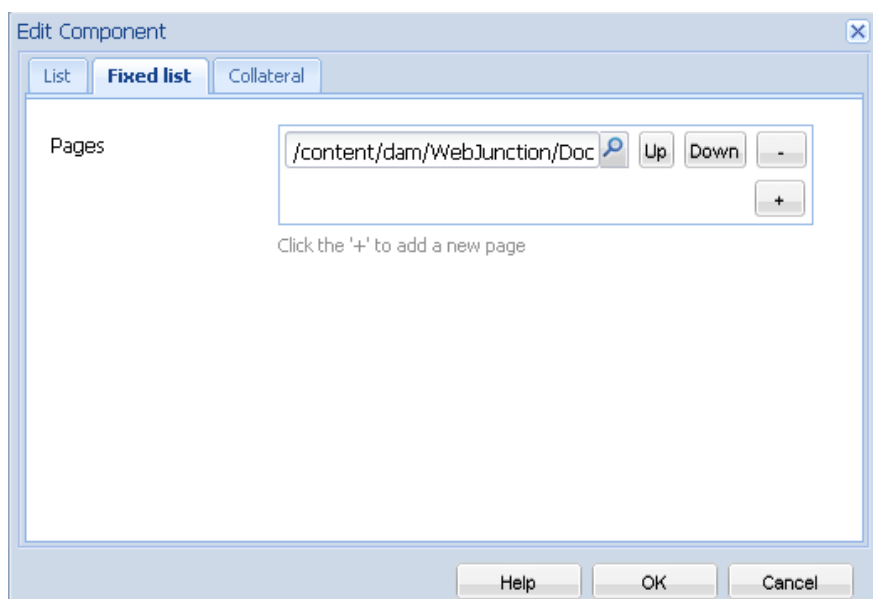 Edit Component
List Fixed list Collateral
Pages /content/dam/WebJunction/Doc Up Down -
+
Click the '+' to add a new page
Help OK Cancel